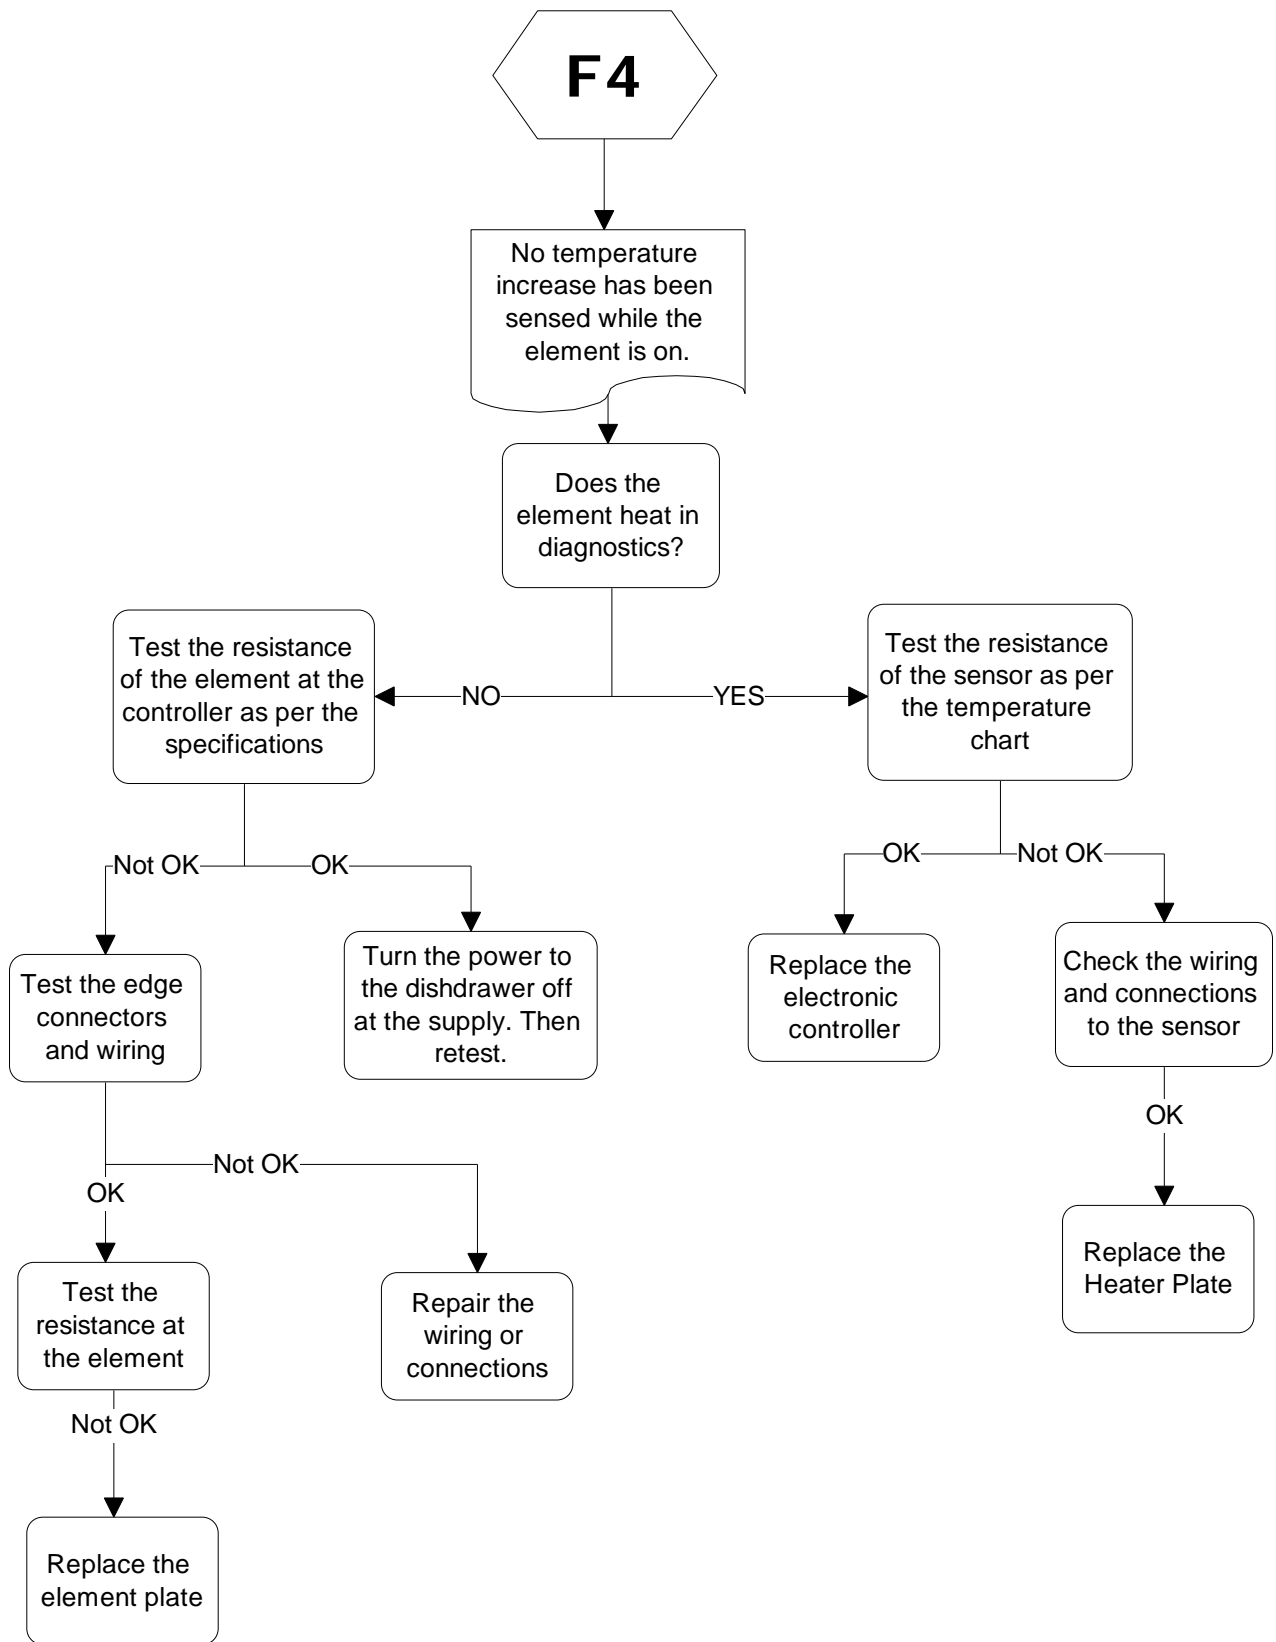 F4
No temperature
increase has been
sensed while the
element is on.
Does the
element heat in
diagnostics?
Test the resistance
of the element at the
controller as per the
specifications
NO
YES
Test the resistance
of the sensor as per
the temperature
chart
Not OK
OK
OK
Not OK
Test the edge
connectors
and wiring
Turn the power to
the dishdrawer off
at the supply. Then
retest.
Replace the
electronic
controller
Check the wiring
and connections
to the sensor
OK
Not OK
OK
Test the
resistance at
the element
Repair the
wiring or
connections
Replace the
Heater Plate
Not OK
Replace the
element plate